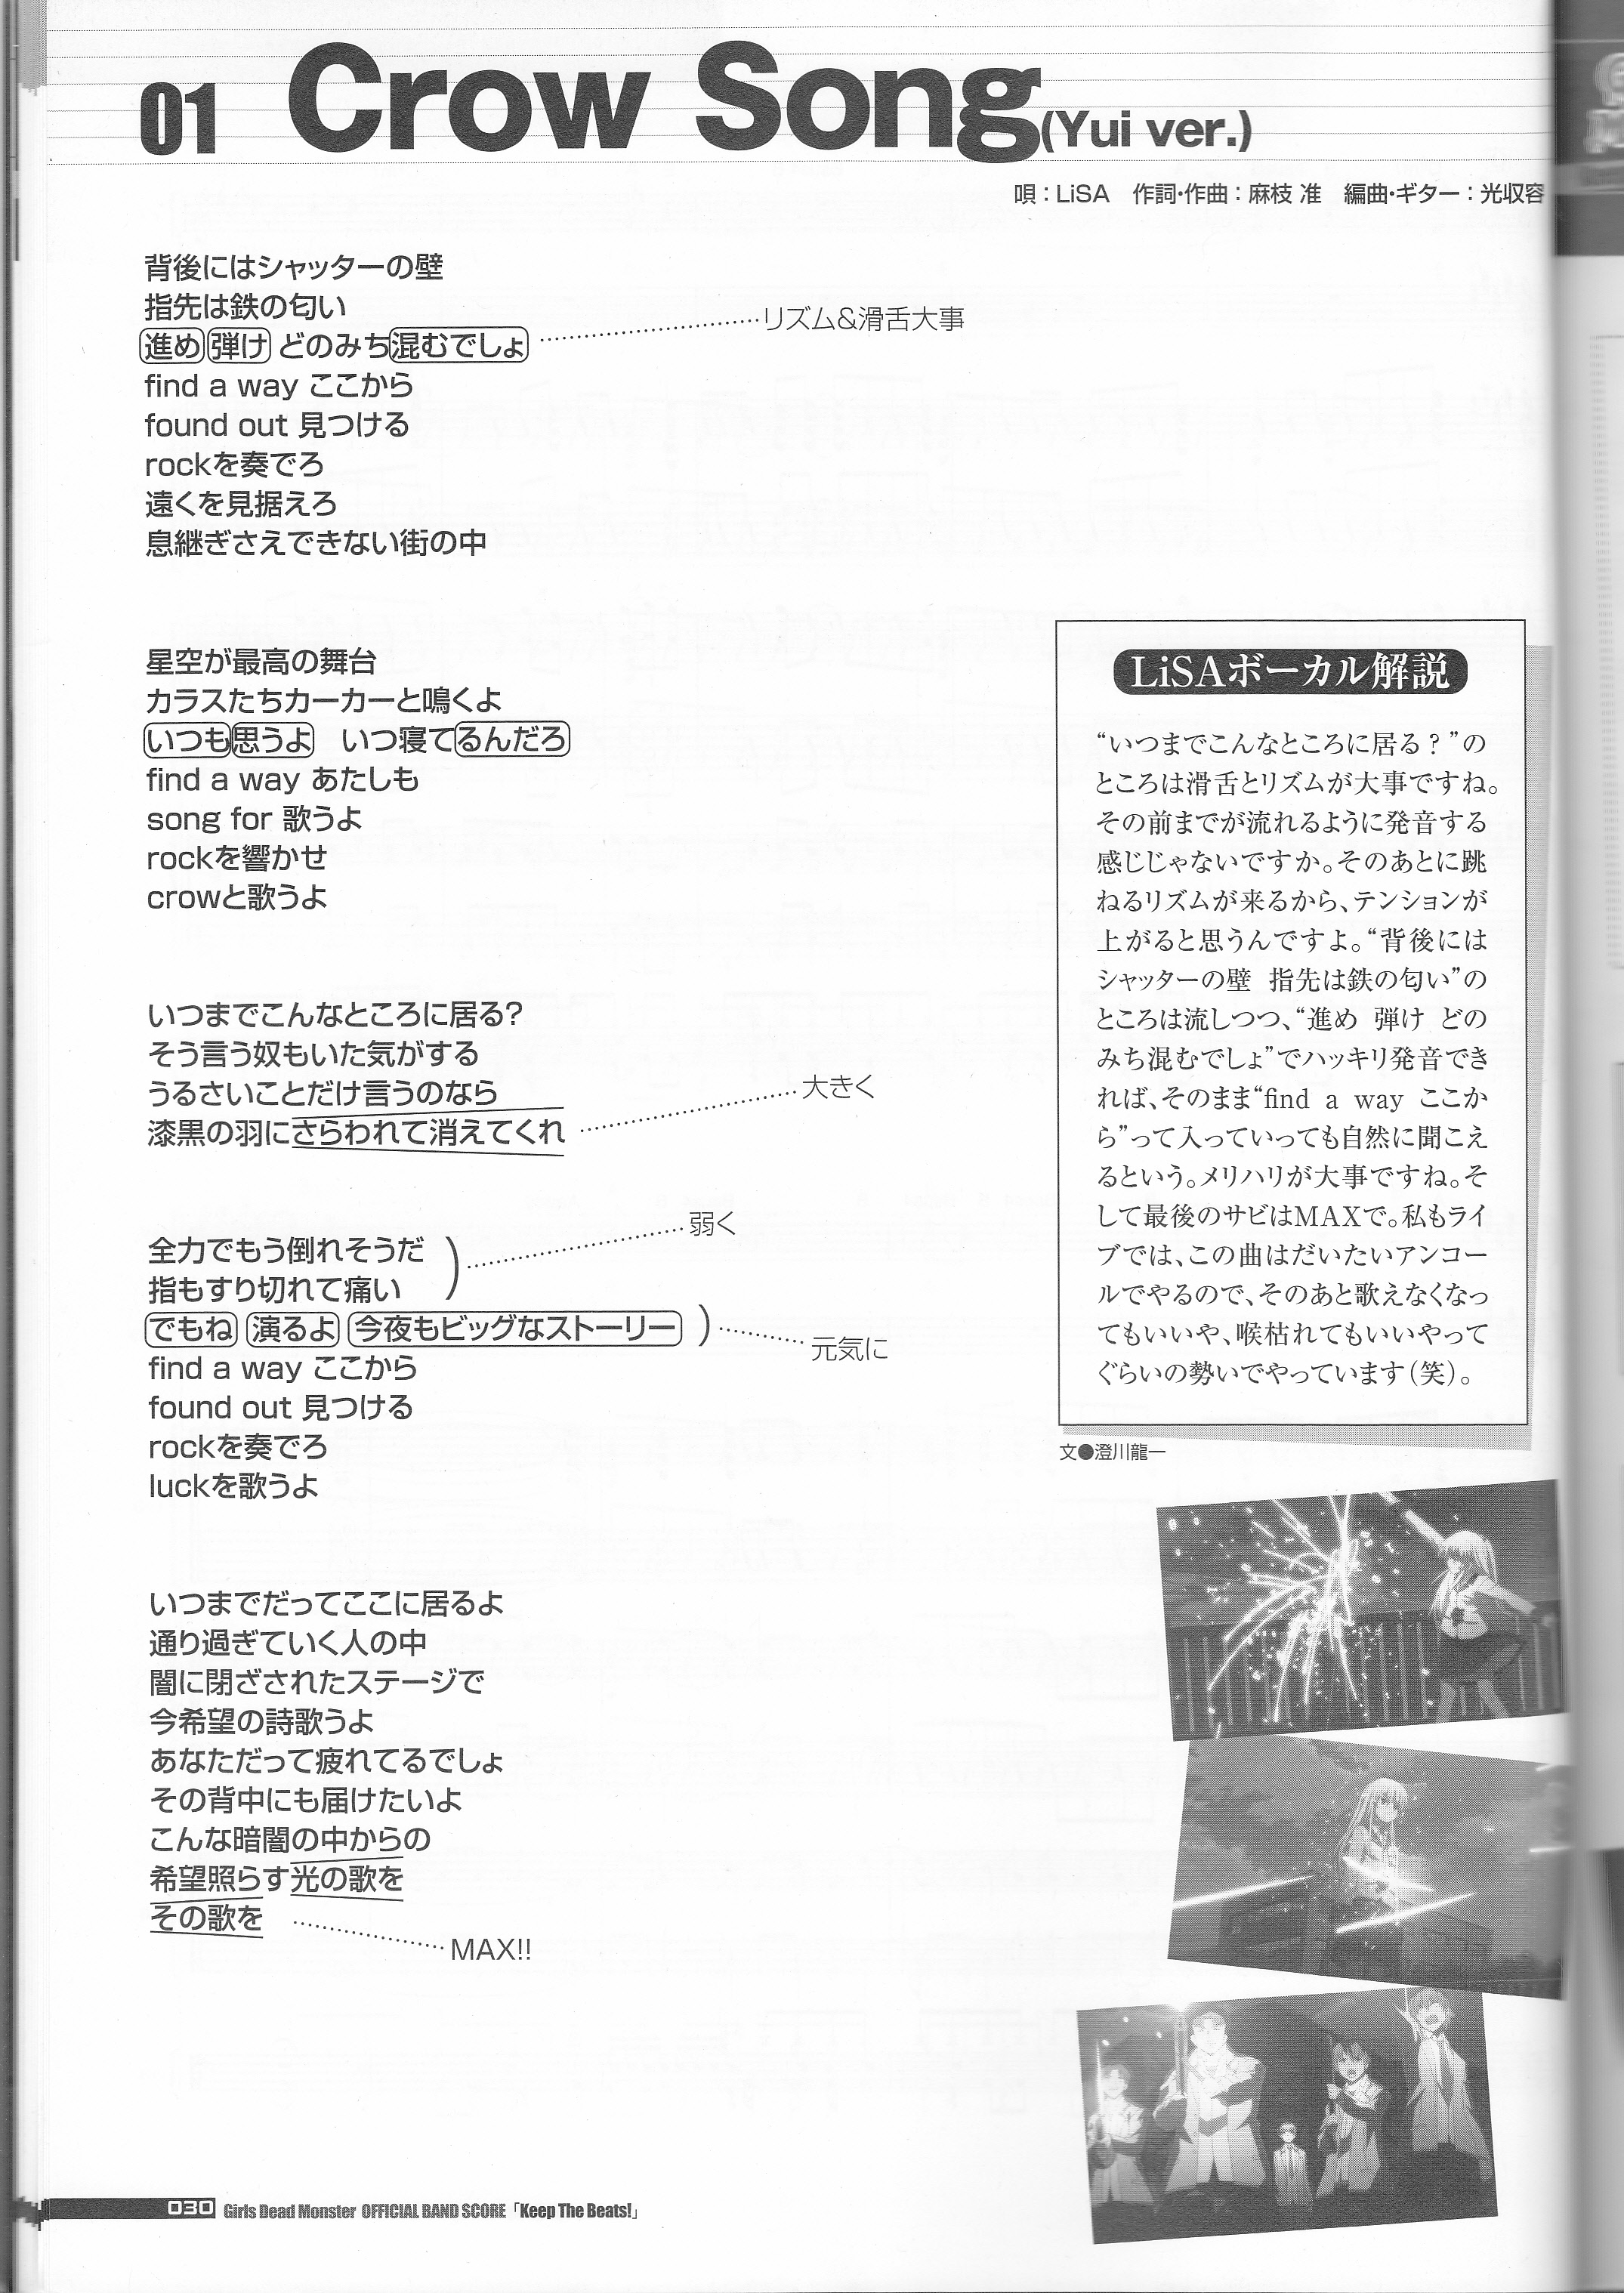 01 Crow Song(Yui ver.)
唄：LiSA　作詞・作曲：麻枝 准　編曲・ギター：光収容
背後にはシャッターの壁
指先は鉄の匂い
進め 弾け どのみち混むでしょ
リズム&滑舌大事
find a way ここから
found out 見つける
rockを奏でろ
遠くを見据えろ
息継ぎさえできない街の中
星空が最高の舞台
カラスたちカーカーと鳴くよ
いつも思うよ　いつ寝てるんだろ
find a way あたしも
song for 歌うよ
rockを響かせ
crowと歌うよ
いつまでこんなところに居る?
そう言う奴もいた気がする
うるさいことだけ言うのなら
漆黒の羽にさらわれて消えてくれ
大きく
全力でもう倒れそうだ
指もすり切れて痛い
弱く
でもね 演るよ 今夜もビッグなストーリー
元気に
find a way ここから
found out 見つける
rockを奏でろ
luckを歌うよ
いつまでだってここに居るよ
通り過ぎていく人の中
闇に閉ざされたステージで
今希望の詩歌うよ
あなただって疲れてるでしょ
その背中にも届けたいよ
こんな暗闇の中からの
希望照らす光の歌を
その歌を
MAX!!
LiSAボーカル解説
“いつまでこんなところに居る？”の
ところは滑舌とリズムが大事ですね。
その前までが流れるように発音する
感じじゃないですか。そのあとに跳
ねるリズムが来るから、テンションが
上がると思うんですよ。“背後には
シャッターの壁　指先は鉄の匂い”の
ところは流しつつ、“進め　弾け　どの
みち混むでしょ”でハッキリ発音でき
れば、そのまま“find a way ここか
ら”って入っていっても自然に聞こえ
るという。メリハリが大事ですね。そ
して最後のサビはMAXで。私もライ
ブでは、この曲はだいたいアンコー
ルでやるので、そのあと歌えなくなっ
てもいいや、喉枯れてもいいやって
ぐらいの勢いでやっています（笑）。
文●澄川龍一
030 Girls Dead Monster OFFICIAL BAND SCORE「Keep The Beats!」